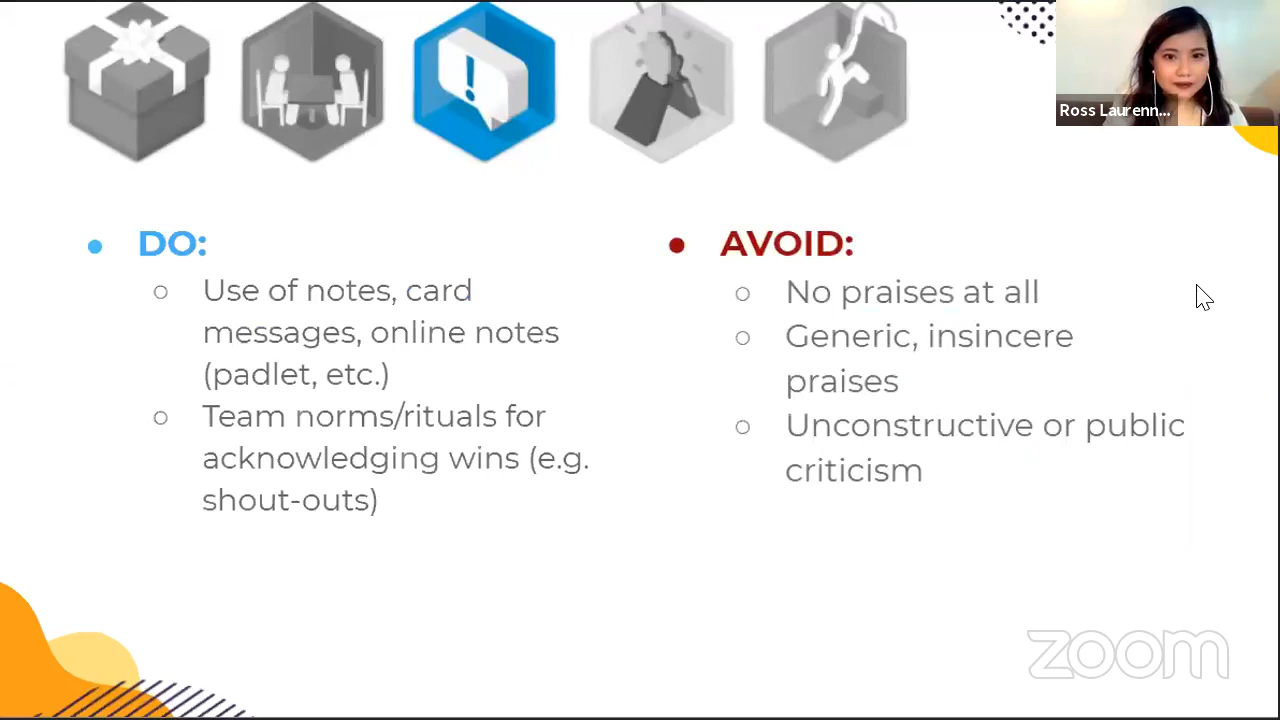 Ross Laurenn...
DO:
Use of notes, card
messages, online notes
(padlet, etc.)
Team norms/rituals for
acknowledging wins (e.g.
shout-outs)
AVOID:
No praises at all
Generic, insincere
praises
Unconstructive or public
criticism
zoom